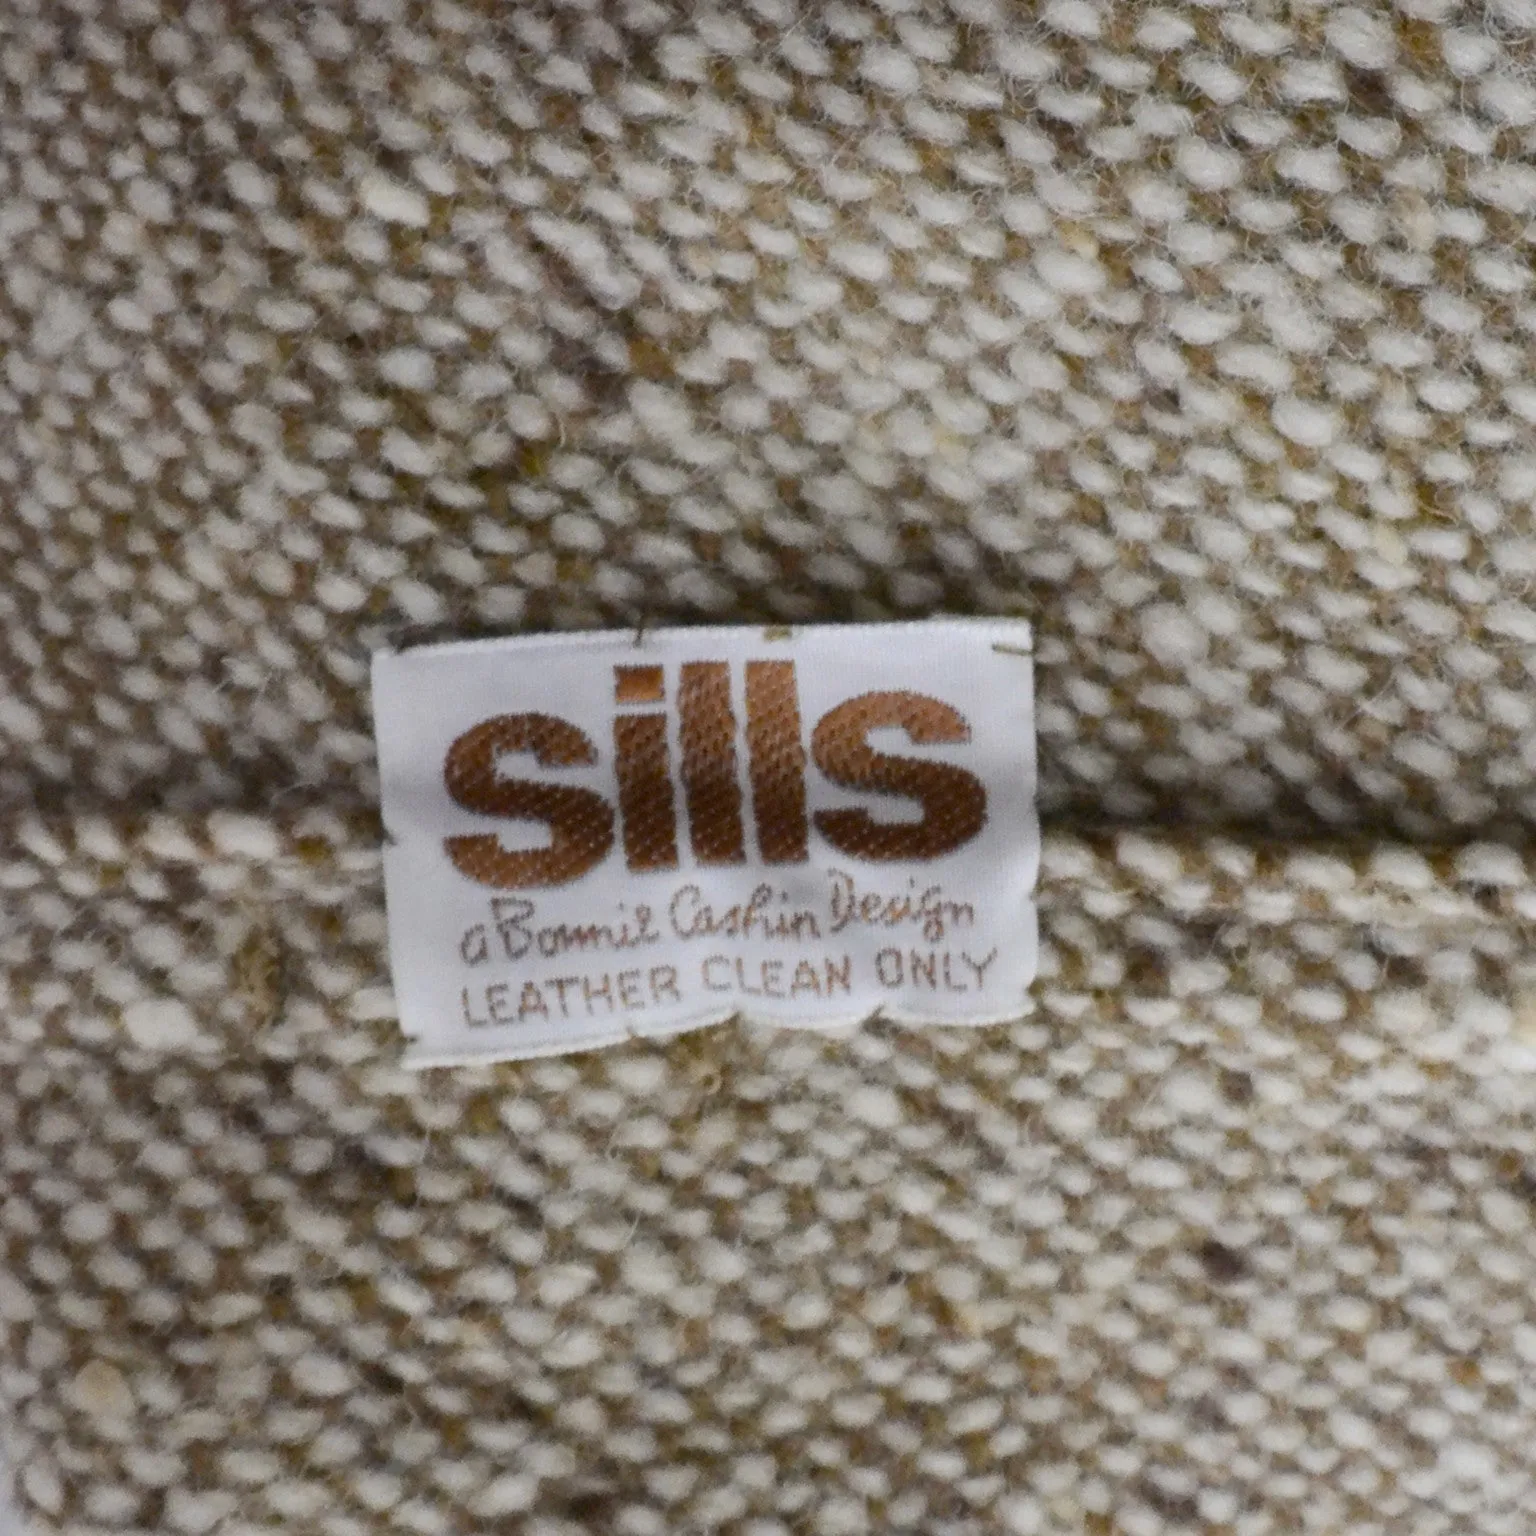 sills
a Bonnie Cashin Design
LEATHER CLEAN ONLY